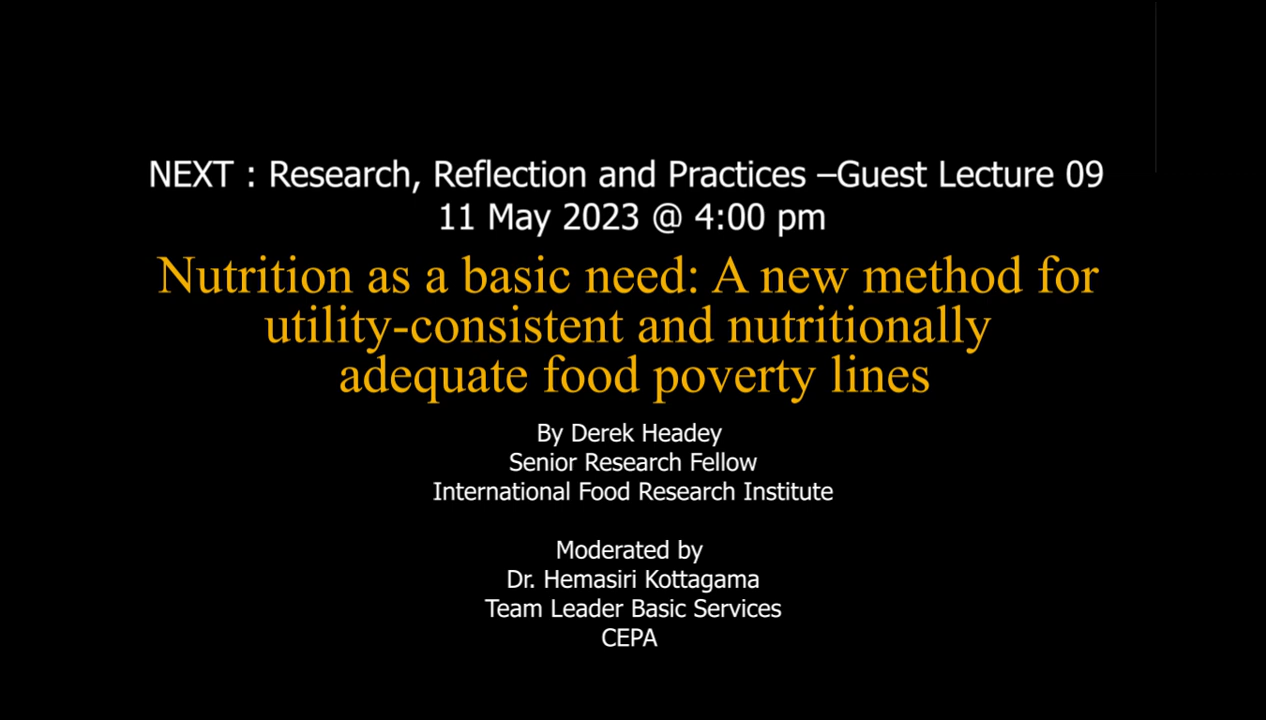 NEXT : Research, Reflection and Practices –Guest Lecture 09
11 May 2023 @ 4:00 pm
Nutrition as a basic need: A new method for
utility-consistent and nutritionally
adequate food poverty lines
By Derek Headey
Senior Research Fellow
International Food Research Institute
Moderated by
Dr. Hemasiri Kottagama
Team Leader Basic Services
CEPA